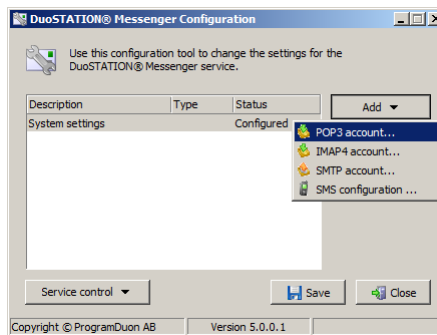 DuoSTATION® Messenger Configuration
Use this configuration tool to change the settings for the
DuoSTATION® Messenger service.
Description Type Status
Add
System settings Configured
POP3 account...
IMAP4 account...
SMTP account...
SMS configuration ...
Service control Save Close
Copyright © ProgramDuon AB Version 5.0.0.1